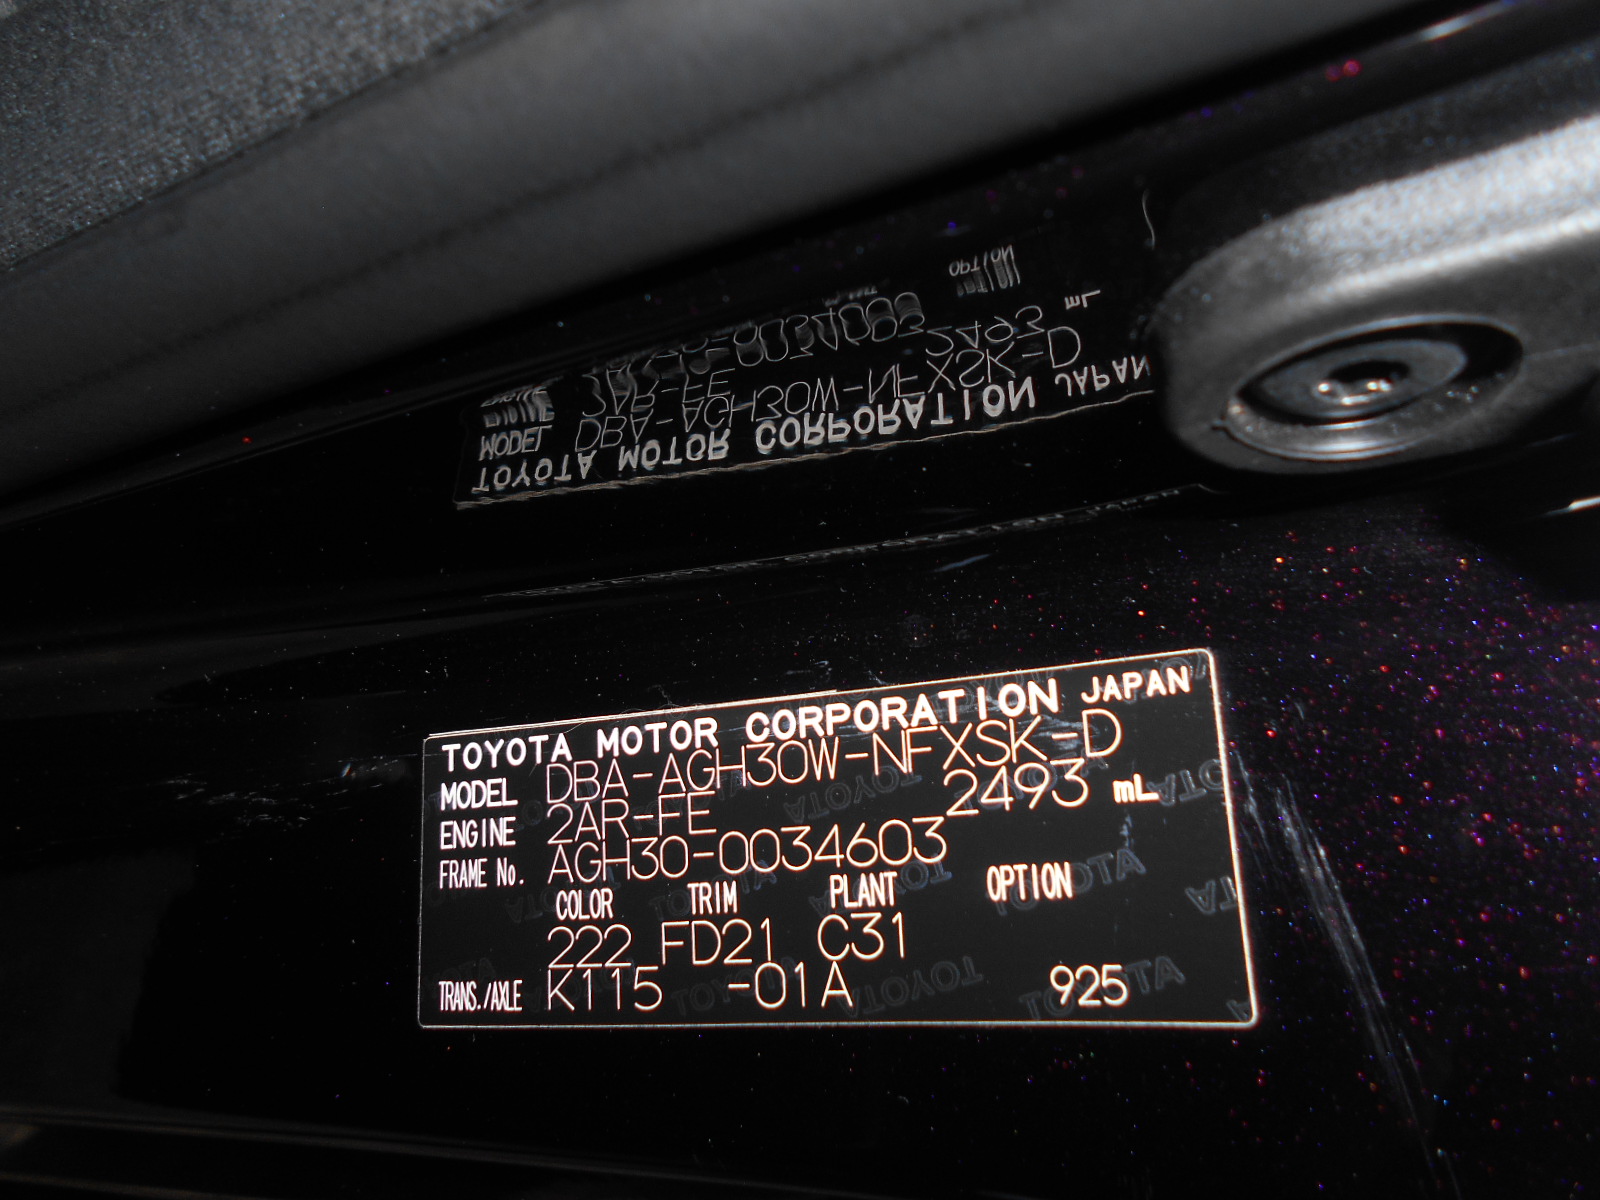 TOYOTA MOTOR CORPORATION JAPAN
MODEL DBA-AGH30W-NFXSK-D
ENGINE 2AR-FE 2493 mL
FRAME No. AGH30-0034603
COLOR TRIM PLANT OPTION
222 FD21 C31
TRANS./AXLE K115 -01A 925